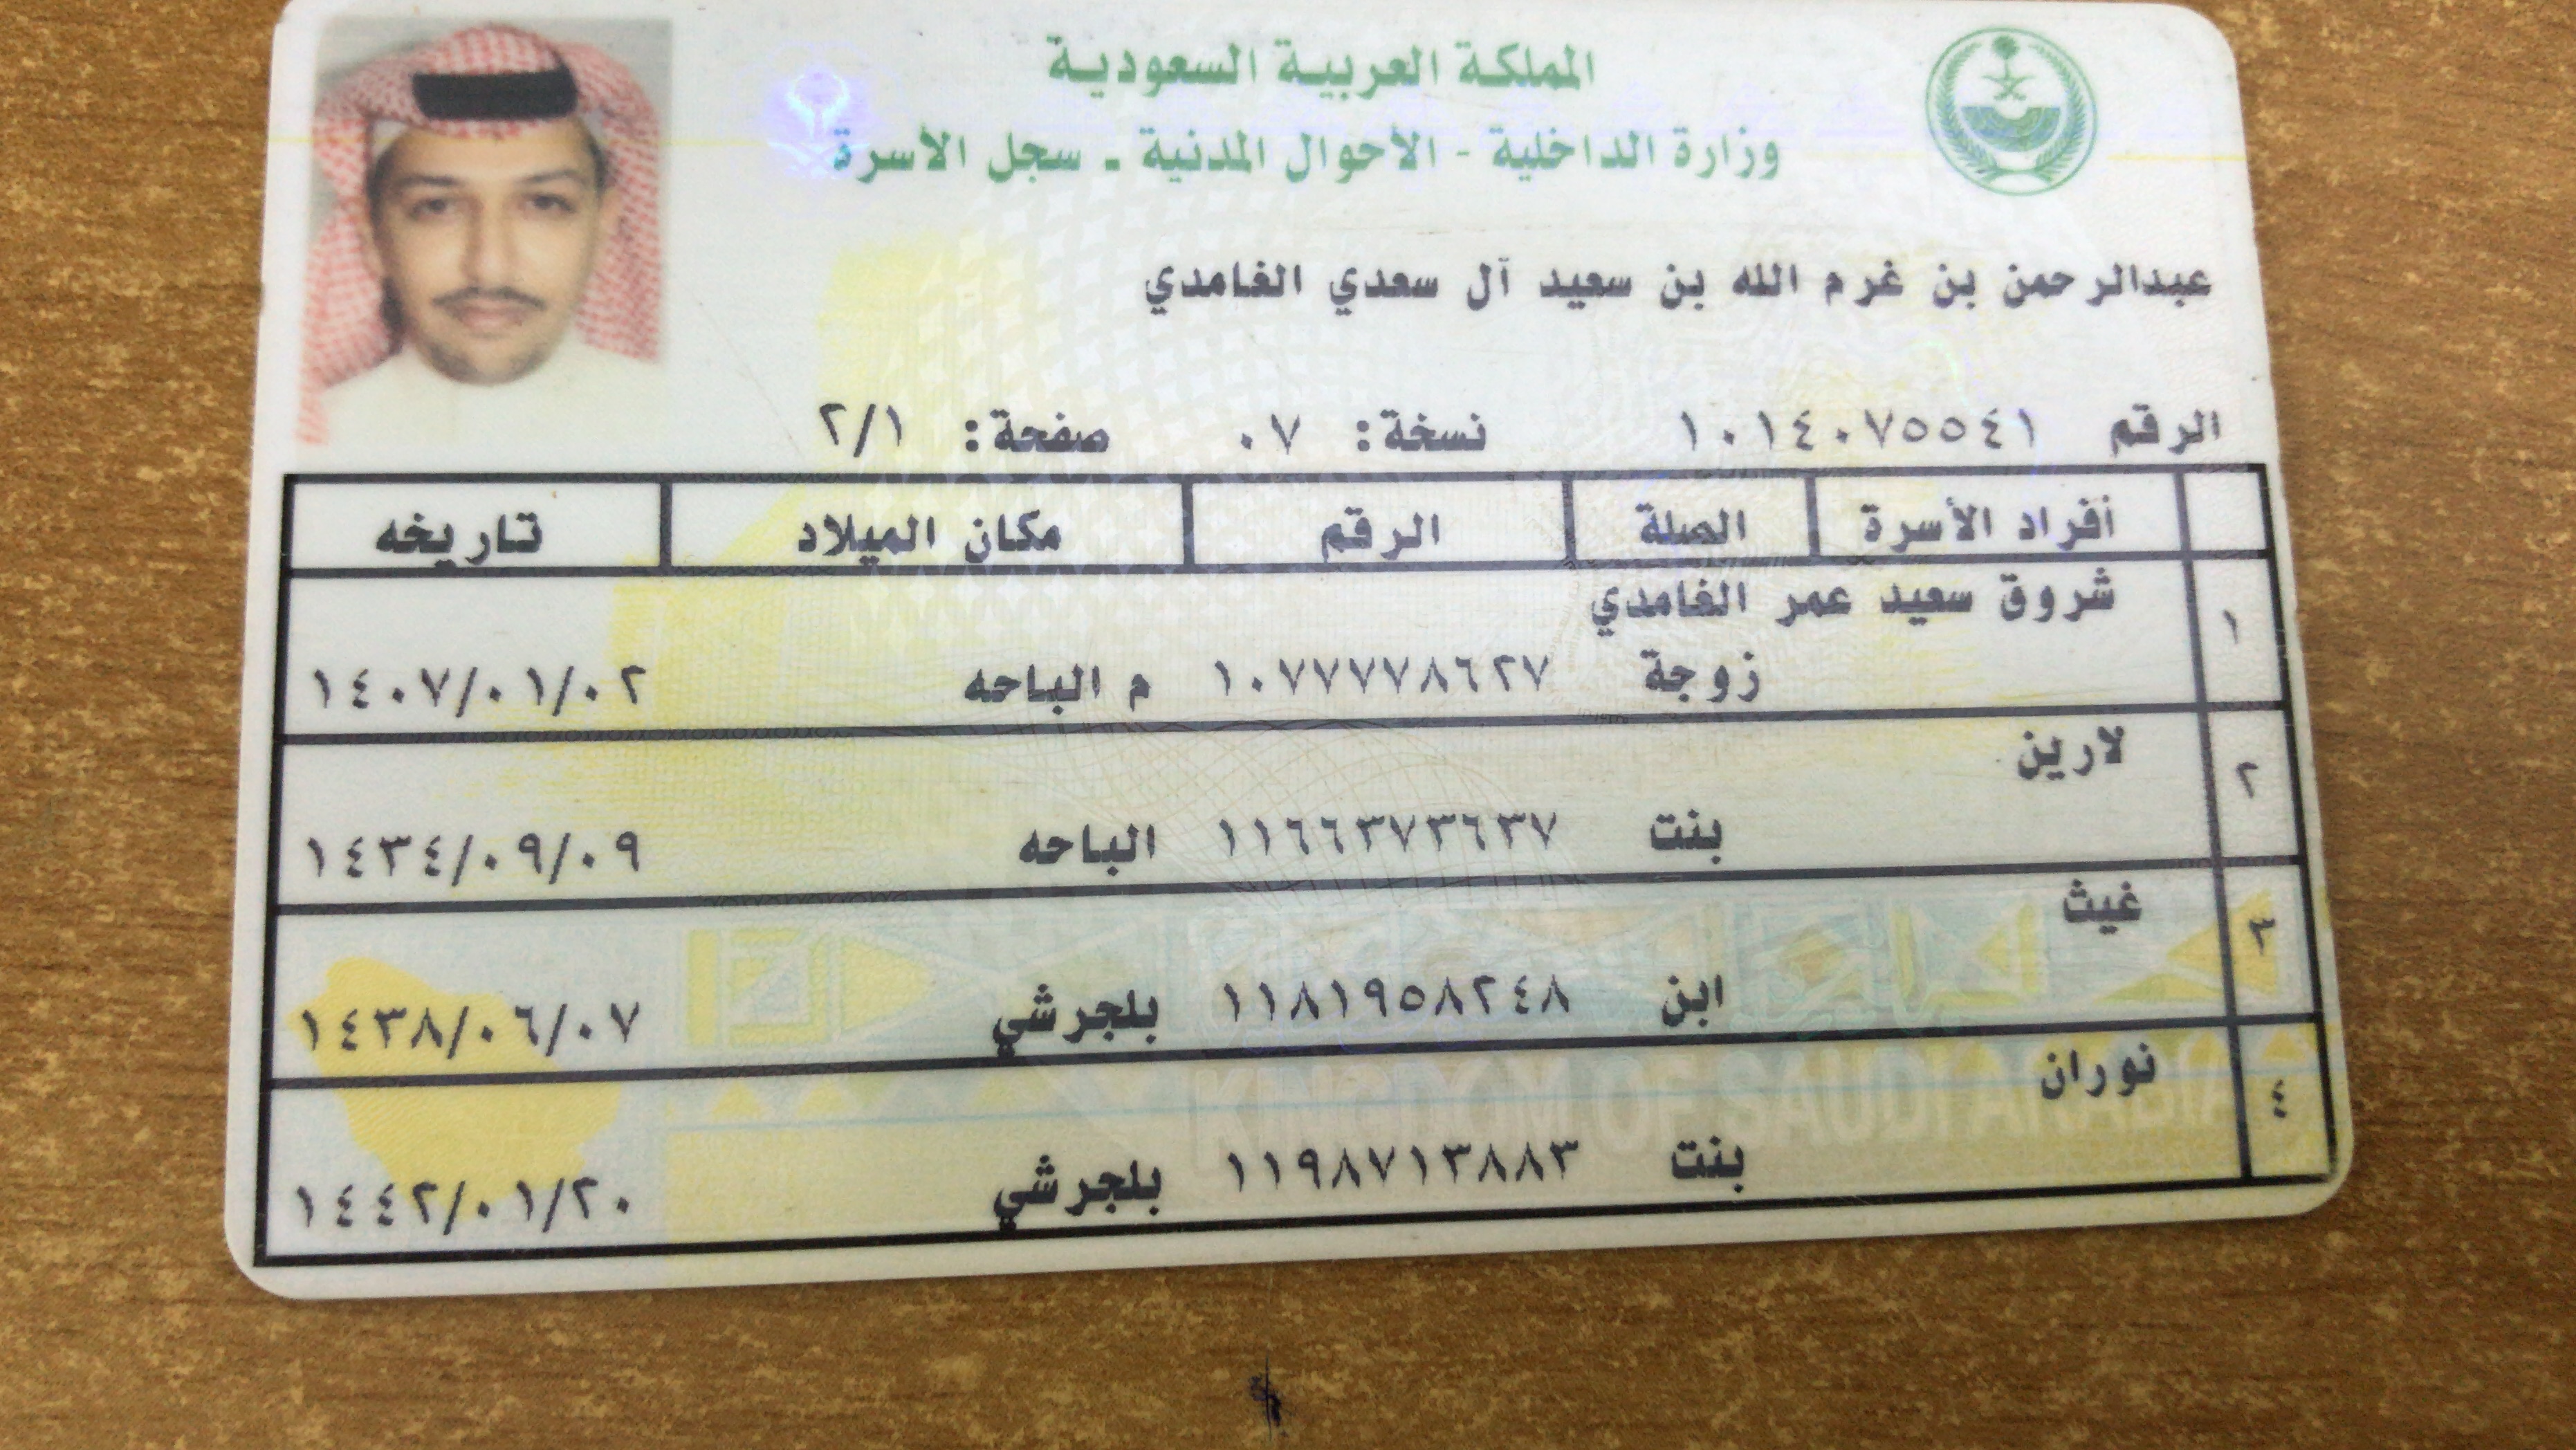 المملكة العربية السعودية
وزارة الداخلية - الأحوال المدنية - سجل الأسرة
عبدالرحمن بن غرم الله بن سعيد آل سعدي الغامدي
الرقم ١٠١٤٠٧٥٥٤١ نسخة: ٠٧ صفحة: ٢/١
أفراد الأسرة الصلة الرقم مكان الميلاد تاريخه
١ شروق سعيد عمر الغامدي
زوجة ١٠٧٧٧٧٨٦٢٧ م الباحه ١٤٠٧/٠١/٠٢
٢ لارين
بنت ١١٦٦٣٧٣٦٣٧ الباحه ١٤٣٤/٠٩/٠٩
٣ غيث
ابن ١١٨١٩٥٨٢٤٨ بلجرشي ١٤٣٨/٠٦/٠٧
KINGDOM OF SAUDI ARABIA
٤ نوران
بنت ١١٩٨٧١٣٨٨٣ بلجرشي ١٤٤٢/٠١/٢٠